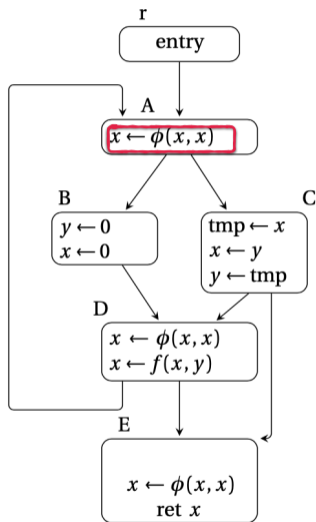 r
entry
A
x ← ϕ(x, x)
B
y ← 0
x ← 0
C
tmp ← x
x ← y
y ← tmp
D
x ← ϕ(x, x)
x ← f(x, y)
E
x ← ϕ(x, x)
ret x